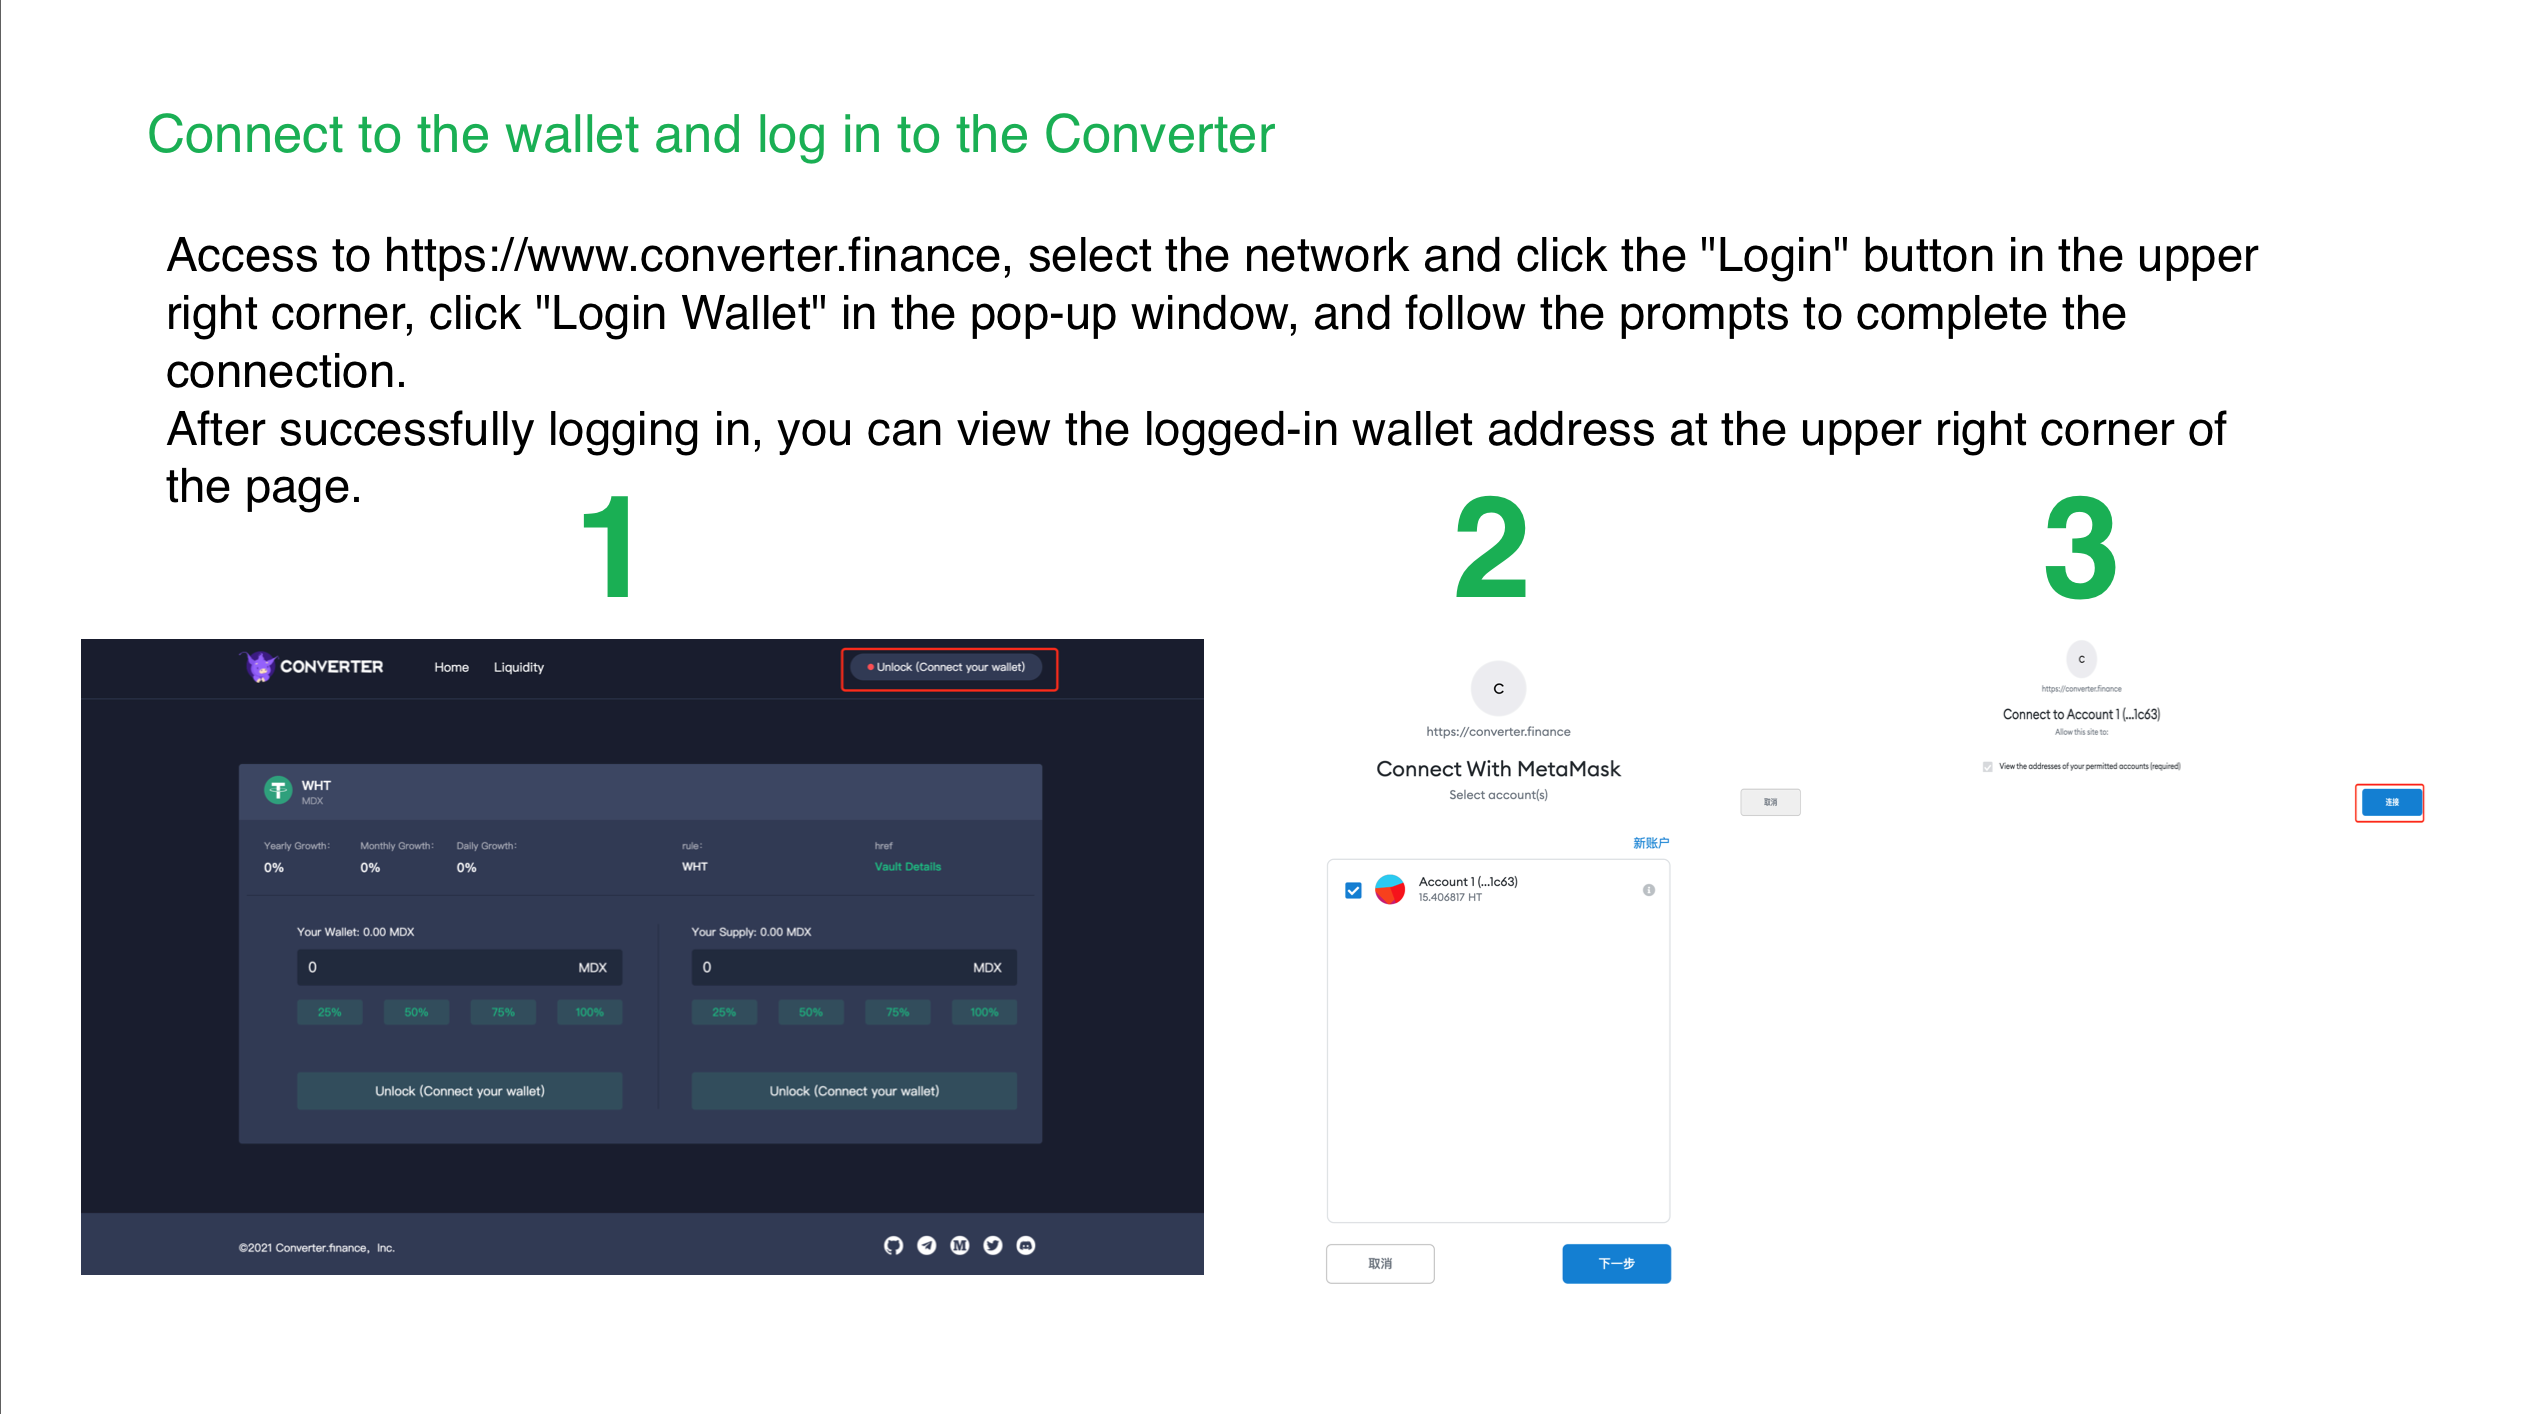 Connect to the wallet and log in to the Converter
Access to https://www.converter.finance, select the network and click the "Login" button in the upper
right corner, click "Login Wallet" in the pop-up window, and follow the prompts to complete the
connection.
After successfully logging in, you can view the logged-in wallet address at the upper right corner of
the page.
1
2
3
CONVERTER
Home
Liquidity
Unlock (Connect your wallet)
WHT
MDX
Yearly Growth:
Monthly Growth:
Daily Growth:
rule:
href
0%
0%
0%
WHT
Vault Details
Your Wallet: 0.00 MDX
Your Supply: 0.00 MDX
0
MDX
0
MDX
25%
50%
75%
100%
25%
50%
75%
100%
Unlock (Connect your wallet)
Unlock (Connect your wallet)
©2021 Converter.finance, Inc.
C
https://converter.finance
Connect With MetaMask
Select account(s)
新账户
Account 1 (...1c63)
15.406817 HT
取消
下一步
C
https://converter.finance
Connect to Account 1 (...1c63)
Allow this site to:
View the addresses of your permitted accounts (required)
取消
连接